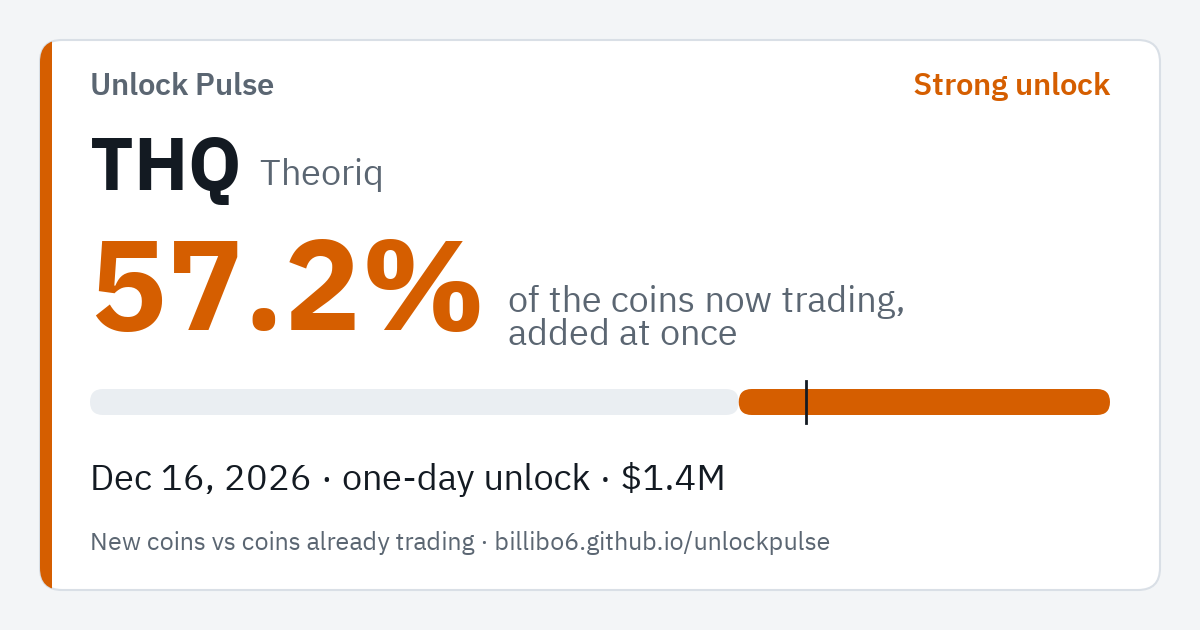 Unlock Pulse
Strong unlock
THQ Theoriq
57.2% of the coins now trading,
added at once
Dec 16, 2026 · one-day unlock · $1.4M
New coins vs coins already trading · billibo6.github.io/unlockpulse